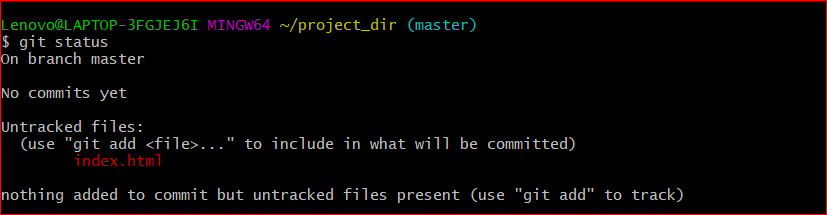 Lenovo@LAPTOP-3FGJEJ6I MINGW64 ~/project_dir (master)
$ git status
On branch master
No commits yet
Untracked files:
(use "git add <file>..." to include in what will be committed)
index.html
nothing added to commit but untracked files present (use "git add" to track)